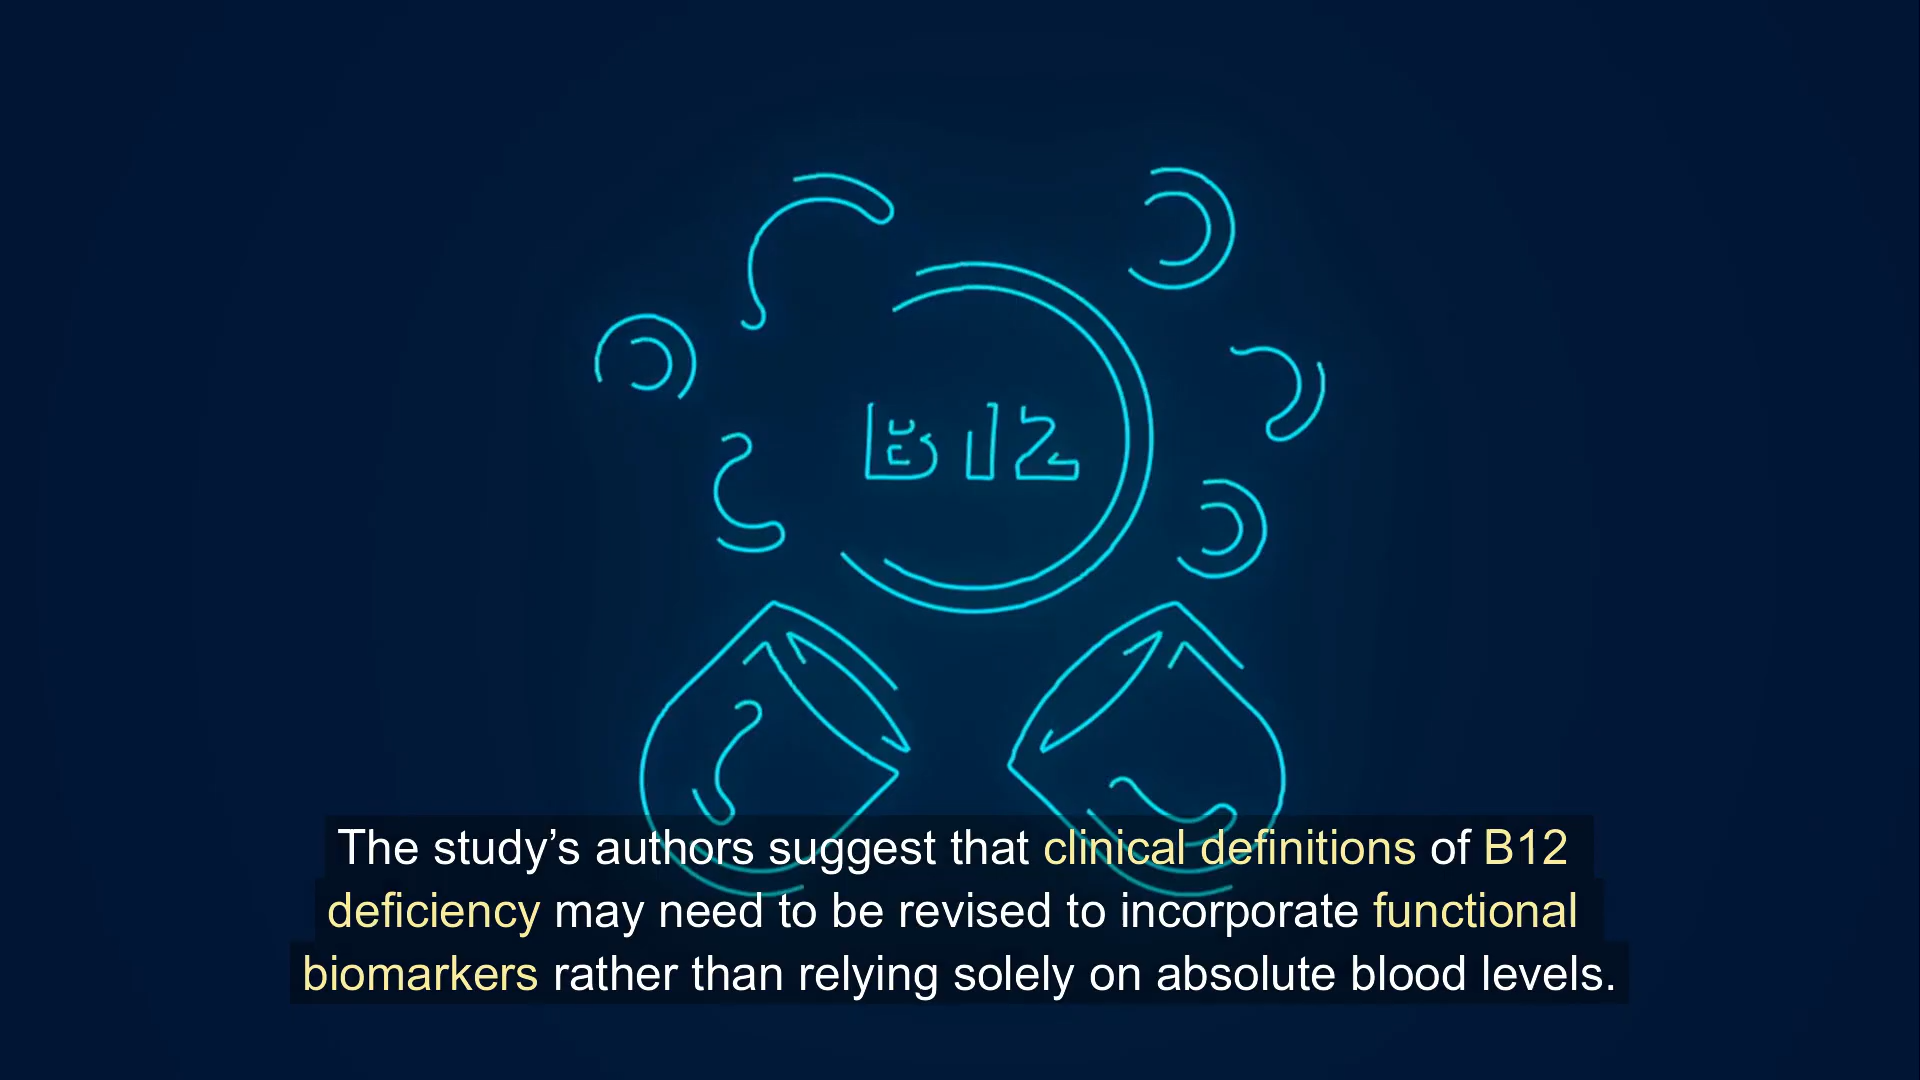 B12
The study’s authors suggest that clinical definitions of B12
deficiency may need to be revised to incorporate functional
biomarkers rather than relying solely on absolute blood levels.